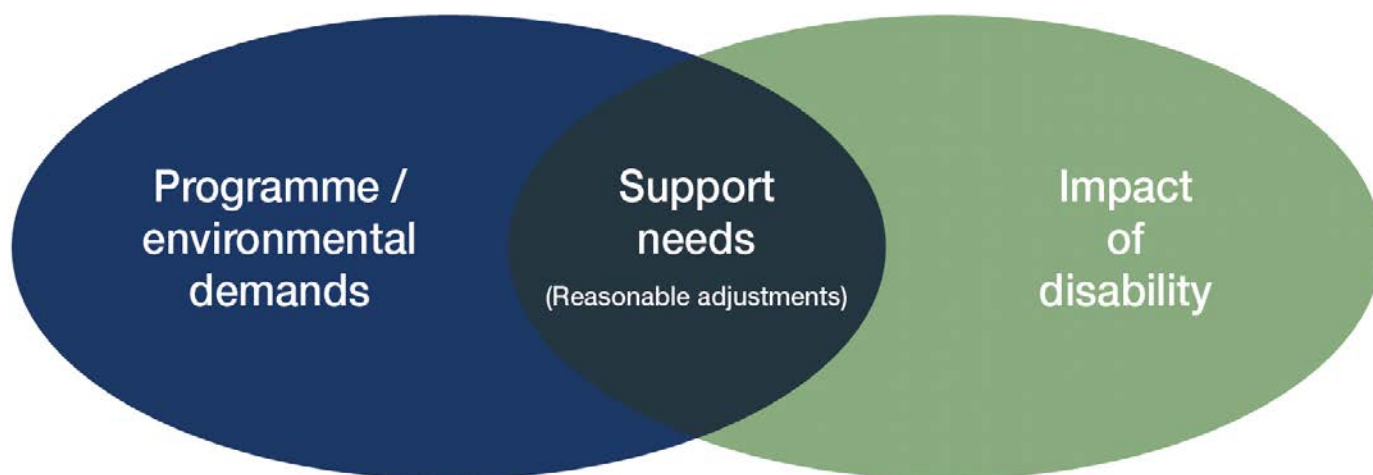 Programme /
environmental
demands
Support
needs
(Reasonable adjustments)
Impact
of
disability